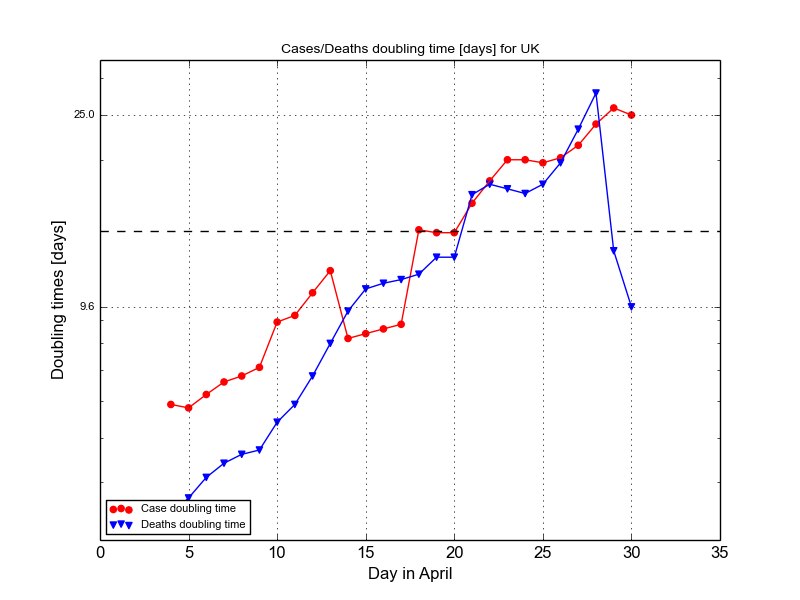 Cases/Deaths doubling time [days] for UK
25.0
9.6
Doubling times [days]
Case doubling time
Deaths doubling time
0 5 10 15 20 25 30 35
Day in April